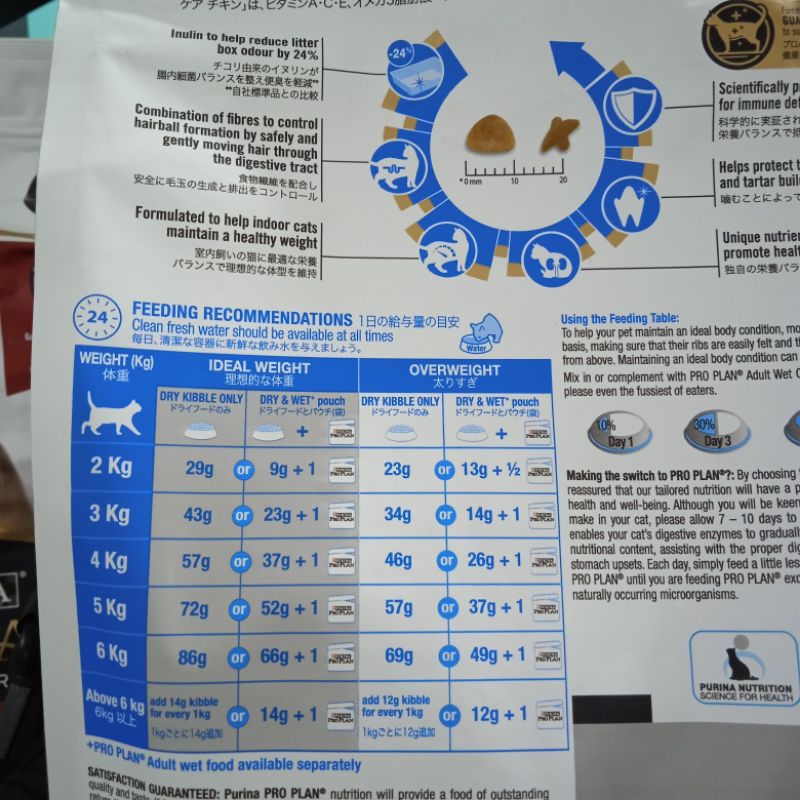 ケア チキン」は、ビタミンA・C・E、オメガ3脂肪酸
Inulin to help reduce litter
box odour by 24%
チコリ由来のイヌリンが
腸内細菌バランスを整え便臭を軽減**
**自社標準品との比較
-24%
Combination of fibres to control
hairball formation by safely and
gently moving hair through
the digestive tract
食物繊維を配合し
安全に毛玉の生成と排出をコントロール
Formulated to help indoor cats
maintain a healthy weight
室内飼いの猫に最適な栄養
バランスで理想的な体型を維持
*0mm 10 20
Scientifically p
for immune def
科学的に実証され
栄養バランスで抵
Helps protect t
and tartar buil
噛むことによって
Unique nutrien
promote healt
独自の栄養バラ
24
FEEDING RECOMMENDATIONS 1日の給与量の目安
Clean fresh water should be available at all times
毎日、清潔な容器に新鮮な飲み水を与えましょう。
Water
WEIGHT (Kg)
体重
IDEAL WEIGHT
理想的な体重
OVERWEIGHT
太りすぎ
DRY KIBBLE ONLY
ドライフードのみ
DRY & WET+ pouch
ドライフードとパウチ(袋)
DRY KIBBLE ONLY
ドライフードのみ
DRY & WET+ pouch
ドライフードとパウチ(袋)
+
+
2 Kg 29g or 9g + 1 23g or 13g + ½
3 Kg 43g or 23g + 1 34g or 14g + 1
4 Kg 57g or 37g + 1 46g or 26g + 1
5 Kg 72g or 52g + 1 57g or 37g + 1
6 Kg 86g or 66g + 1 69g or 49g + 1
Above 6 kg
6kg 以上
add 14g kibble
for every 1kg
1kgごとに14g追加
or 14g + 1
add 12g kibble
for every 1kg
1kgごとに12g追加
or 12g + 1
+PRO PLAN® Adult wet food available separately
SATISFACTION GUARANTEED: Purina PRO PLAN® nutrition will provide a food of outstanding
quality and
Using the Feeding Table:
To help your pet maintain an ideal body condition, mo
basis, making sure that their ribs are easily felt and th
from above. Maintaining an ideal body condition can
Mix in or complement with PRO PLAN® Adult Wet C
please even the fussiest of eaters.
10%
Day 1
30%
Day 3
Making the switch to PRO PLAN®?: By choosing
reassured that our tailored nutrition will have a p
health and well-being. Although you will be keen
make in your cat, please allow 7 – 10 days to
enables your cat's digestive enzymes to graduall
nutritional content, assisting with the proper dig
stomach upsets. Each day, simply feed a little less
PRO PLAN® until you are feeding PRO PLAN® exc
naturally occurring microorganisms.
PURINA NUTRITION
SCIENCE FOR HEALTH